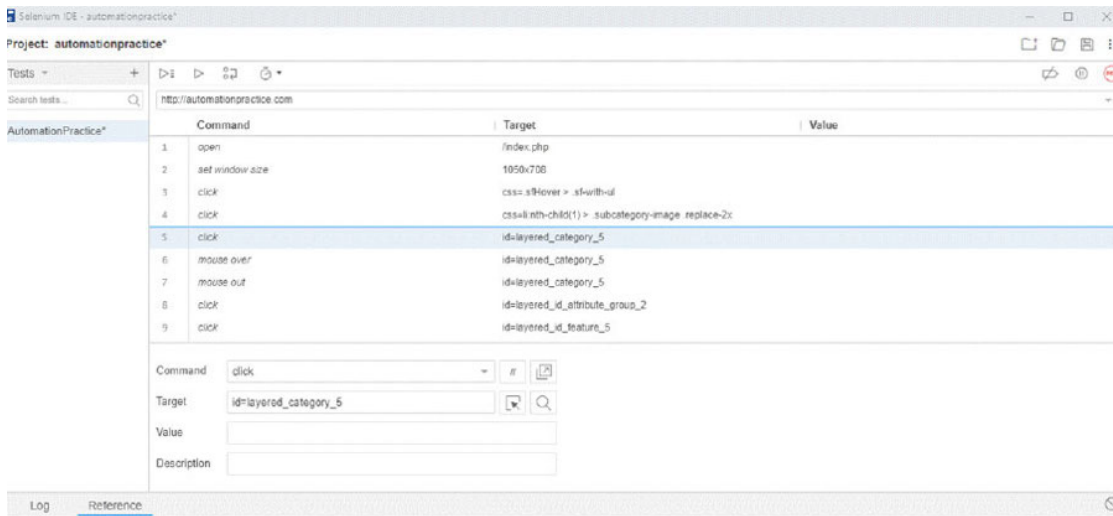 Selenium IDE - automationpractice*
Project: automationpractice*
Tests
Search tests...
http://automationpractice.com
AutomationPractice*
Command Target Value
1 open /index.php
2 set window size 1050x708
3 click css=.sfHover > .sf-with-ul
4 click css=li:nth-child(1) > .subcategory-image .replace-2x
5 click id=layered_category_5
6 mouse over id=layered_category_5
7 mouse out id=layered_category_5
8 click id=layered_id_attribute_group_2
9 click id=layered_id_feature_5
Command click //
Target id=layered_category_5
Value
Description
Log Reference